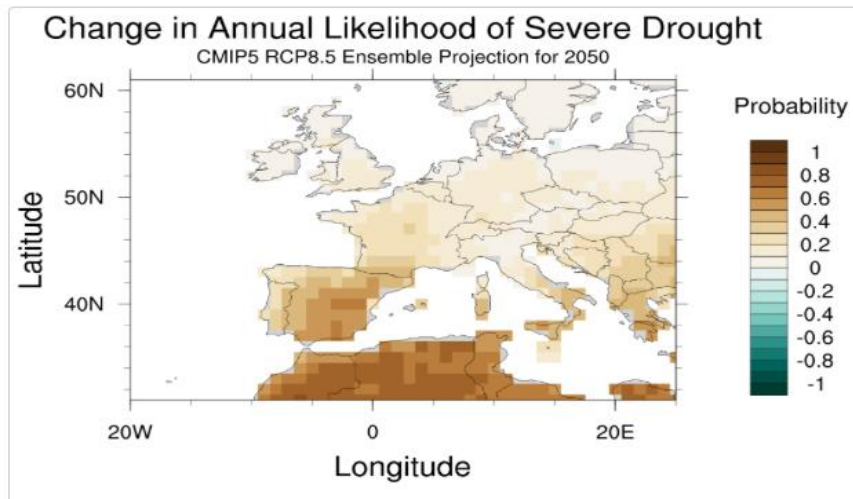 Change in Annual Likelihood of Severe Drought
CMIP5 RCP8.5 Ensemble Projection for 2050
Probability
1
0.8
0.6
0.4
0.2
0
-0.2
-0.4
-0.6
-0.8
-1
Latitude
60N
50N
40N
20W
0
20E
Longitude